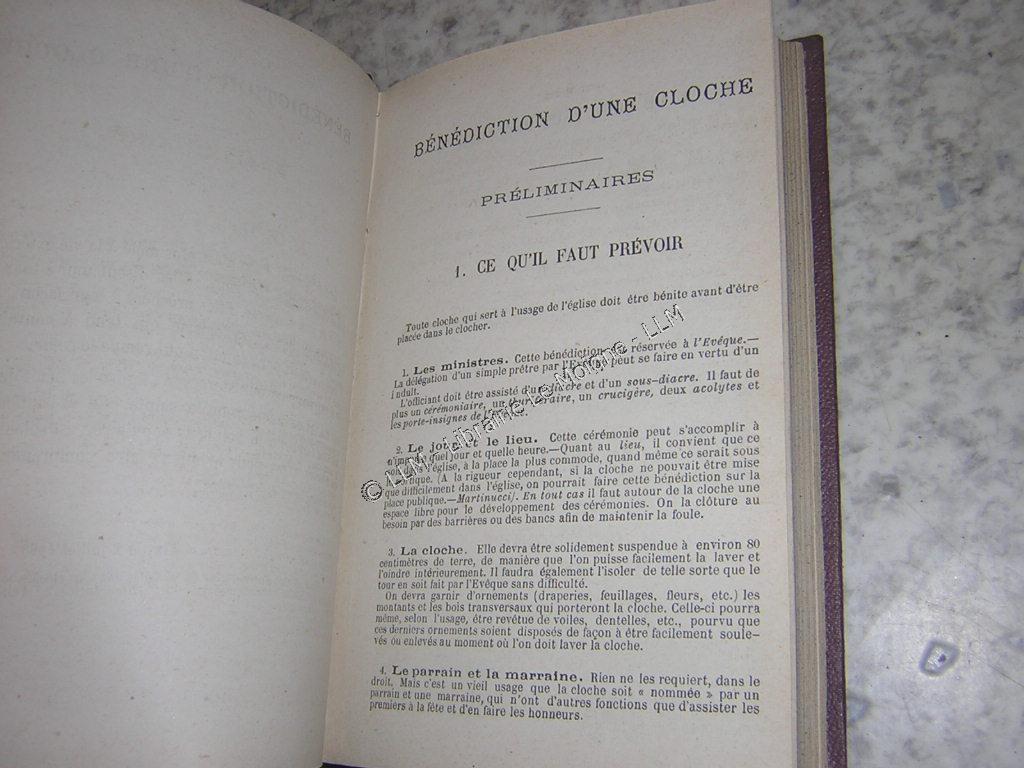 BÉNÉDICTION D'UNE CLOCHE
PRÉLIMINAIRES
1. CE QU'IL FAUT PRÉVOIR
Toute cloche qui sert à l'usage de l'église doit être bénite avant d'être
placée dans le clocher.
1. Les ministres. Cette bénédiction est réservée à l'Evêque.—
La délégation d'un simple prêtre par l'Evêque peut se faire en vertu d'un
indult.
L'officiant doit être assisté d'un diacre et d'un sous-diacre. Il faut de
plus un cérémoniaire, un thuriféraire, un crucigère, deux acolytes et
les porte-insignes de
2. Le jour et le lieu. Cette cérémonie peut s'accomplir à
n'importe quel jour et quelle heure.—Quant au lieu, il convient que ce
soit dans l'église, à la place la plus commode, quand même ce serait sous
(A la rigueur cependant, si la cloche ne pouvait être mise
que difficilement dans l'église, on pourrait faire cette bénédiction sur la
place publique.—Martinucci). En tout cas il faut autour de la cloche une
espace libre pour le développement des cérémonies. On la clôture au
besoin par des barrières ou des bancs afin de maintenir la foule.
3. La cloche. Elle devra être solidement suspendue à environ 80
centimètres de terre, de manière que l'on puisse facilement la laver et
l'oindre intérieurement. Il faudra également l'isoler de telle sorte que le
tour en soit fait par l'Evêque sans difficulté.
On devra garnir d'ornements (draperies, feuillages, fleurs, etc.) les
montants et les bois transversaux qui porteront la cloche. Celle-ci pourra
même, selon l'usage, être revêtue de voiles, dentelles, etc., pourvu que
ces derniers ornements soient disposés de façon à être facilement soule-
vés ou enlevés au moment où l'on doit laver la cloche.
4. Le parrain et la marraine. Rien ne les requiert, dans le
droit. Mais c'est un vieil usage que la cloche soit « nommée » par un
parrain et une marraine, qui n'ont d'autres fonctions que d'assister les
premiers à la fête et d'en faire les honneurs.
© LLM - Librairie Le Moigne - LLM